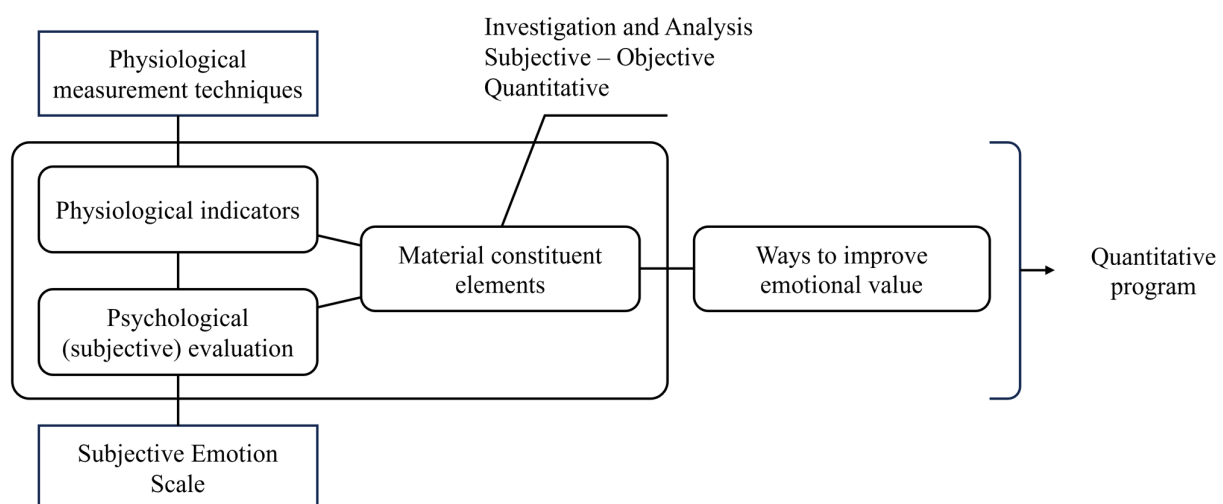 Investigation and Analysis
Subjective – Objective
Quantitative
Physiological
measurement techniques
Physiological indicators
Material constituent
elements
Ways to improve
emotional value
Quantitative
program
Psychological
(subjective) evaluation
Subjective Emotion
Scale